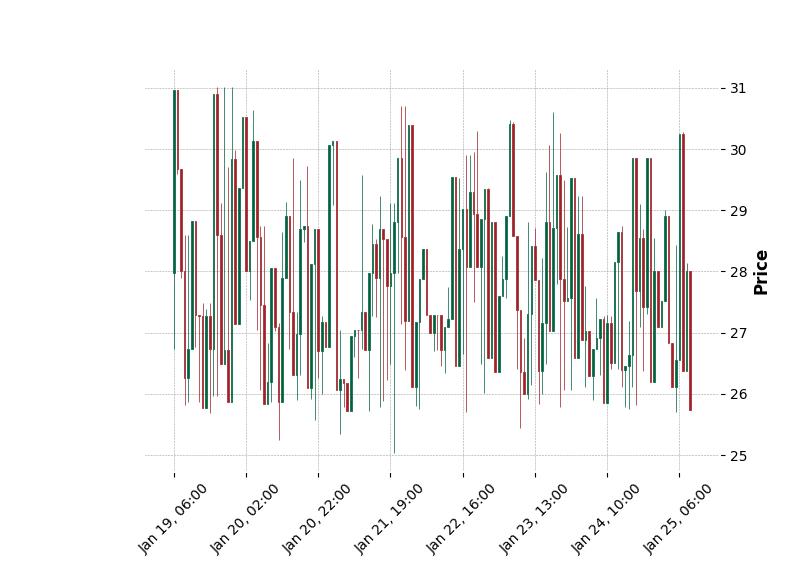 31
30
29
28
27
26
25
Price
Jan 19, 06:00
Jan 20, 02:00
Jan 20, 22:00
Jan 21, 19:00
Jan 22, 16:00
Jan 23, 13:00
Jan 24, 10:00
Jan 25, 06:00